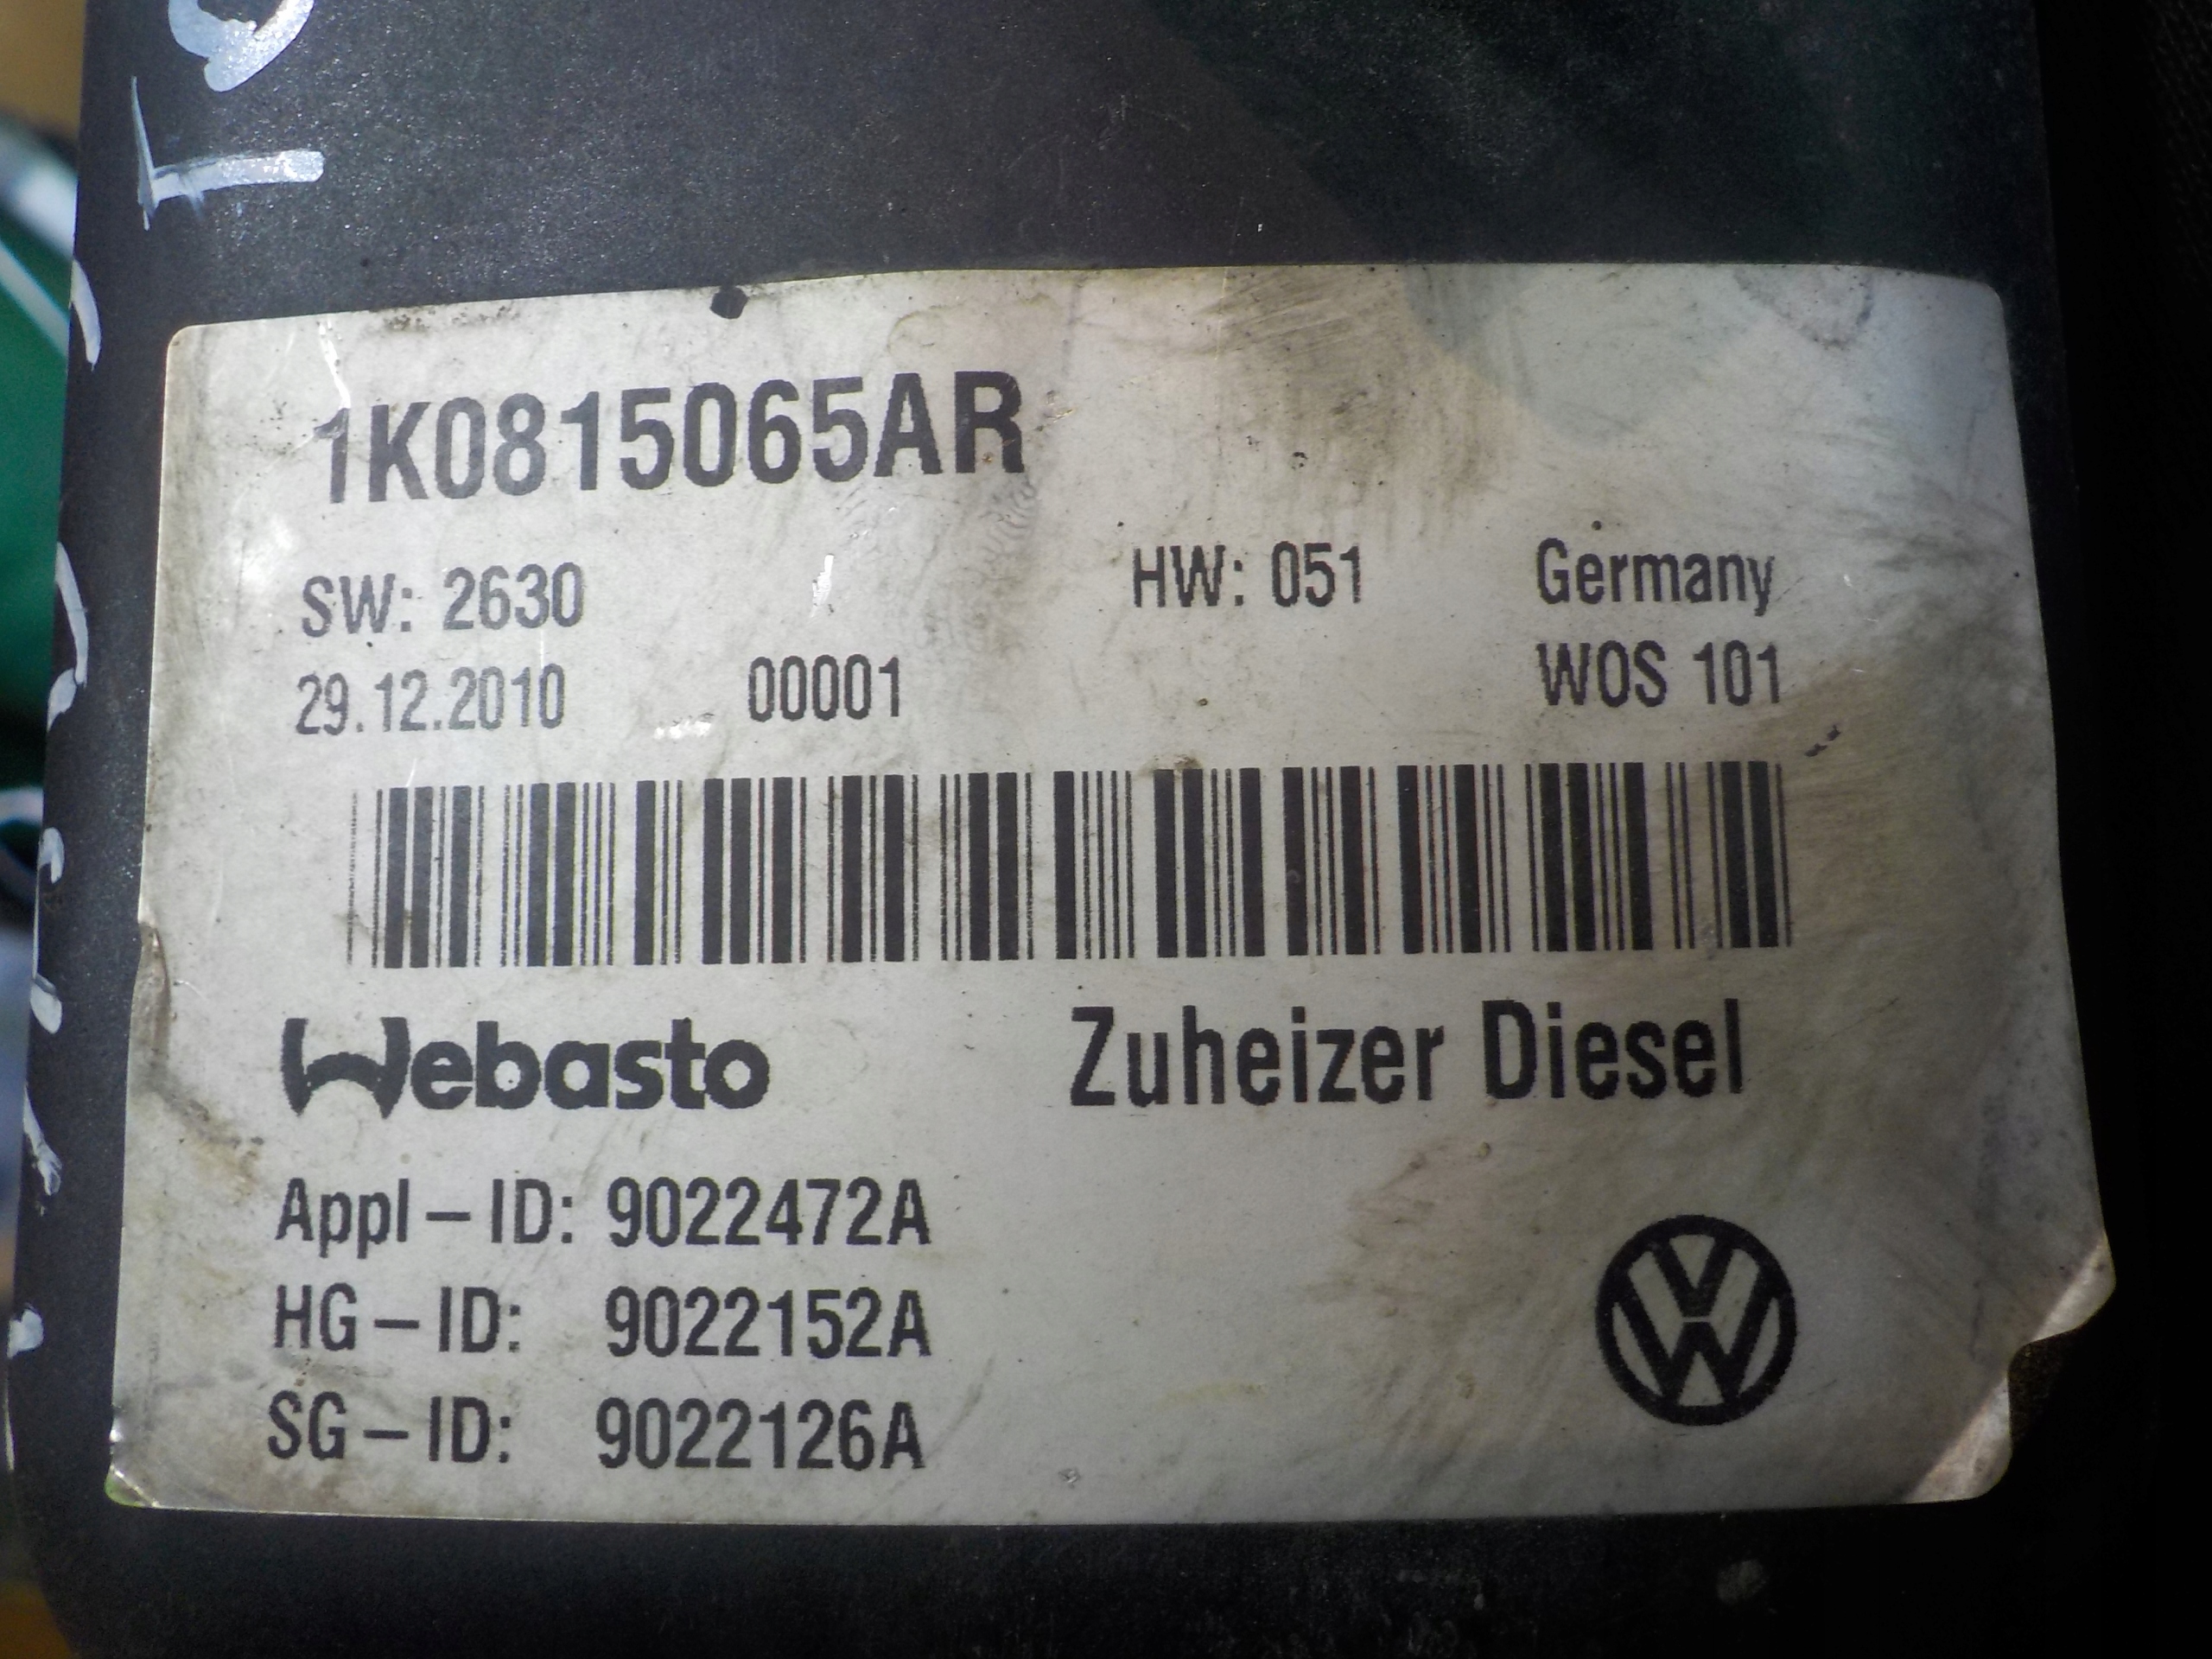 1K0815065AR
SW: 2630 HW: 051 Germany
29.12.2010 00001 WOS 101
Webasto Zuheizer Diesel
Appl-ID: 9022472A
HG-ID: 9022152A
SG-ID: 9022126A